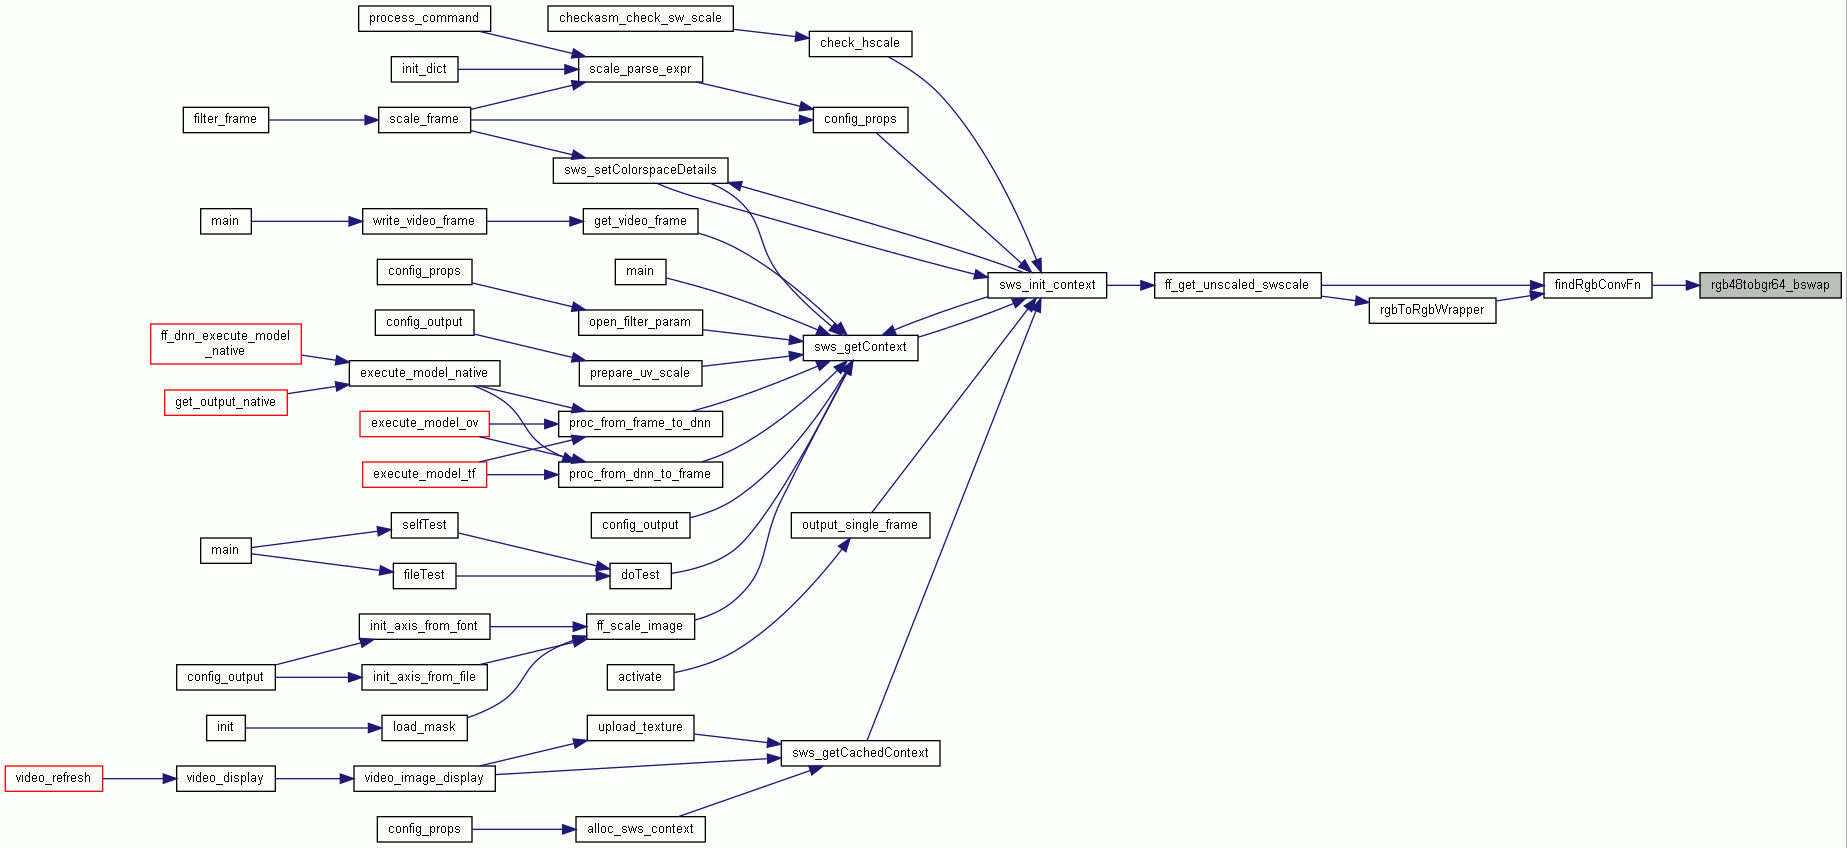 process_command
checkasm_check_sw_scale
check_hscale
init_dict
scale_parse_expr
filter_frame
scale_frame
config_props
sws_setColorspaceDetails
main
write_video_frame
get_video_frame
config_props
main
sws_init_context
ff_get_unscaled_swscale
findRgbConvFn
rgb48tobgr64_bswap
rgbToRgbWrapper
config_output
open_filter_param
ff_dnn_execute_model
_native
sws_getContext
execute_model_native
prepare_uv_scale
get_output_native
execute_model_ov
proc_from_frame_to_dnn
execute_model_tf
proc_from_dnn_to_frame
selfTest
config_output
output_single_frame
main
fileTest
doTest
init_axis_from_font
ff_scale_image
config_output
init_axis_from_file
activate
init
load_mask
upload_texture
sws_getCachedContext
video_refresh
video_display
video_image_display
config_props
alloc_sws_context